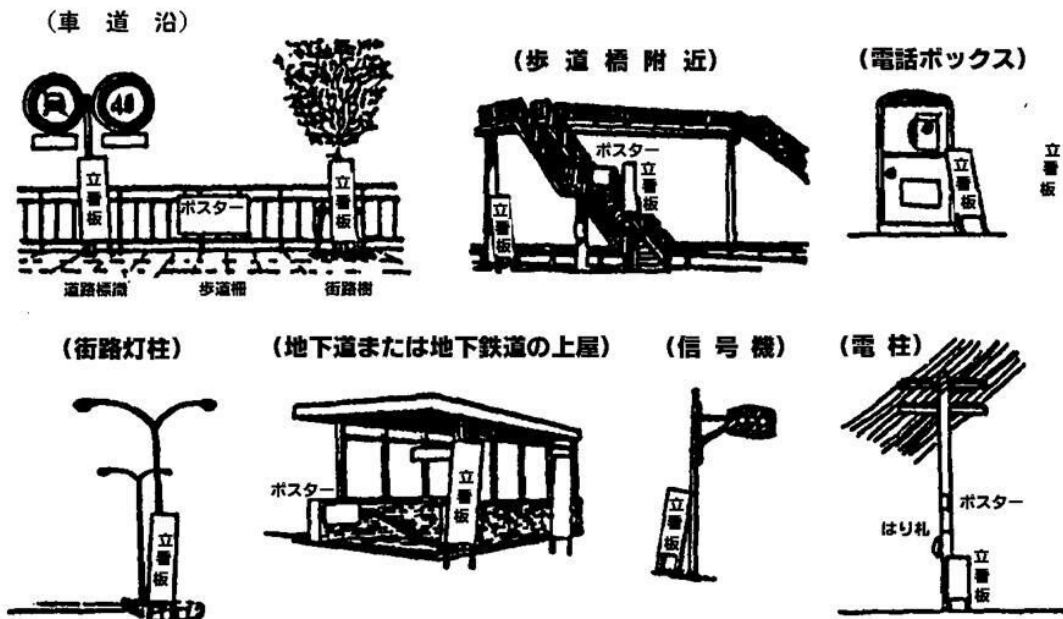 （車道沿）
立看板
ポスター
立看板
道路標識
歩道柵
街路樹
（歩道橋附近）
ポスター
立看板
立看板
（電話ボックス）
立看板
立看板
（街路灯柱）
立看板
（地下道または地下鉄道の上屋）
ポスター
立看板
（信号機）
立看板
（電柱）
ポスター
はり札
立看板